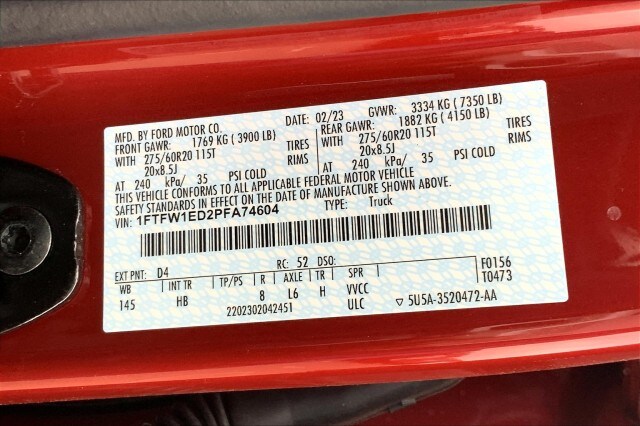 MFD. BY FORD MOTOR CO. DATE: 02/23 GVWR: 3334 KG ( 7350 LB)
FRONT GAWR: 1769 KG ( 3900 LB) REAR GAWR: 1882 KG ( 4150 LB)
WITH 275/60R20 115T TIRES WITH 275/60R20 115T TIRES
20x8.5J RIMS 20x8.5J RIMS
AT 240 kPa/ 35 PSI COLD AT 240 kPa/ 35 PSI COLD
THIS VEHICLE CONFORMS TO ALL APPLICABLE FEDERAL MOTOR VEHICLE
SAFETY STANDARDS IN EFFECT ON THE DATE OF MANUFACTURE SHOWN ABOVE.
VIN: 1FTFW1ED2PFA74604 TYPE: Truck
EXT PNT: D4 RC: 52 DSO: F0156
WB INT TR TP/PS R AXLE TR SPR T0473
145 HB 8 L6 H VVCC
2202302042451 ULC ▽ 5U5A-3520472-AA